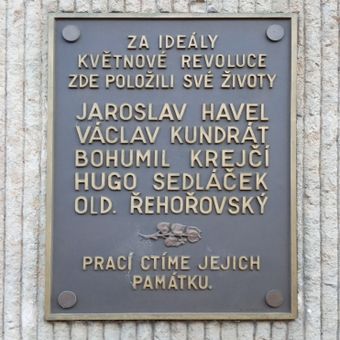 ZA IDEÁLY
KVĚTNOVÉ REVOLUCE
ZDE POLOŽILI SVÉ ŽIVOTY
JAROSLAV HAVEL
VÁCLAV KUNDRÁT
BOHUMIL KREJČÍ
HUGO SEDLÁČEK
OLD. ŘEHOŘOVSKÝ
PRACÍ CTÍME JEJICH
PAMÁTKU.